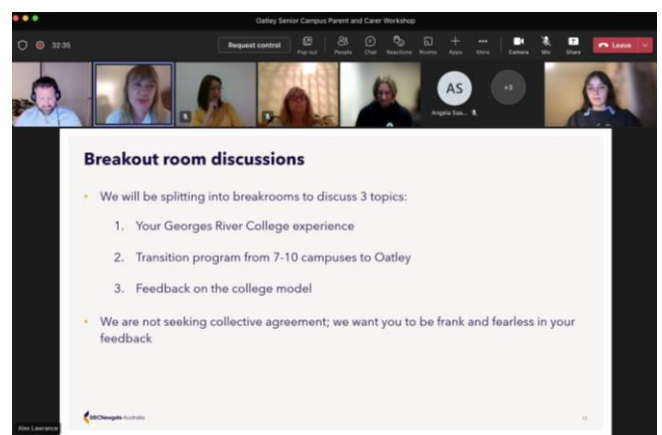 Oatley Senior Campus Parent and Carer Workshop
32:35
Request control
Pop out
People
Chat
Reactions
Rooms
Apps
More
Camera
Mic
Share
Leave
AS
+3
Angela Saa...
Breakout room discussions
• We will be splitting into breakrooms to discuss 3 topics:
1. Your Georges River College experience
2. Transition program from 7-10 campuses to Oatley
3. Feedback on the college model
• We are not seeking collective agreement; we want you to be frank and fearless in your
feedback
SECNewgate Australia
Alex Lawrance